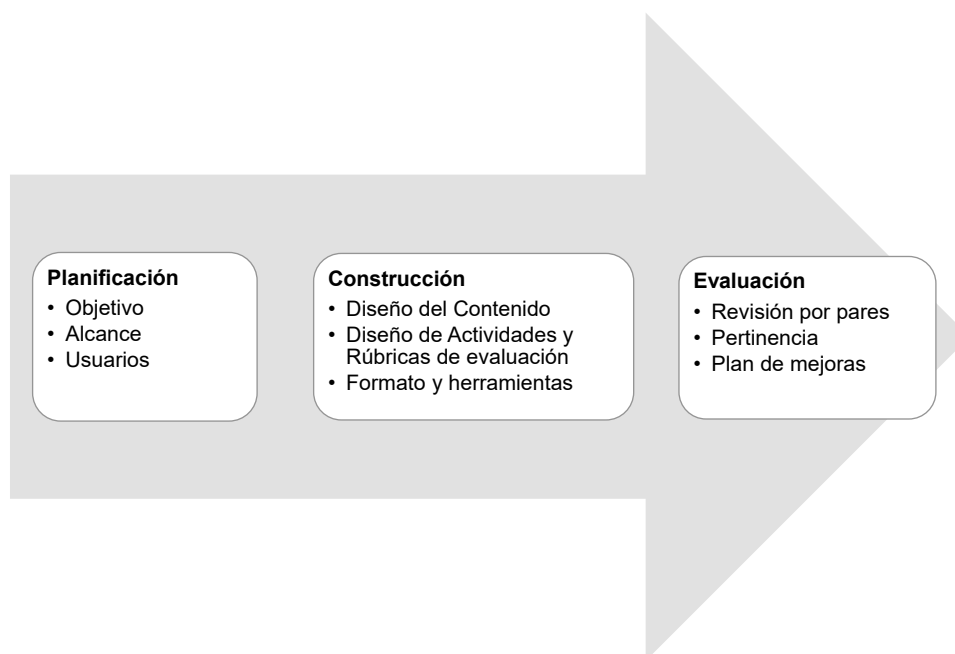 Planificación
• Objetivo
• Alcance
• Usuarios
Construcción
• Diseño del Contenido
• Diseño de Actividades y
Rúbricas de evaluación
• Formato y herramientas
Evaluación
• Revisión por pares
• Pertinencia
• Plan de mejoras